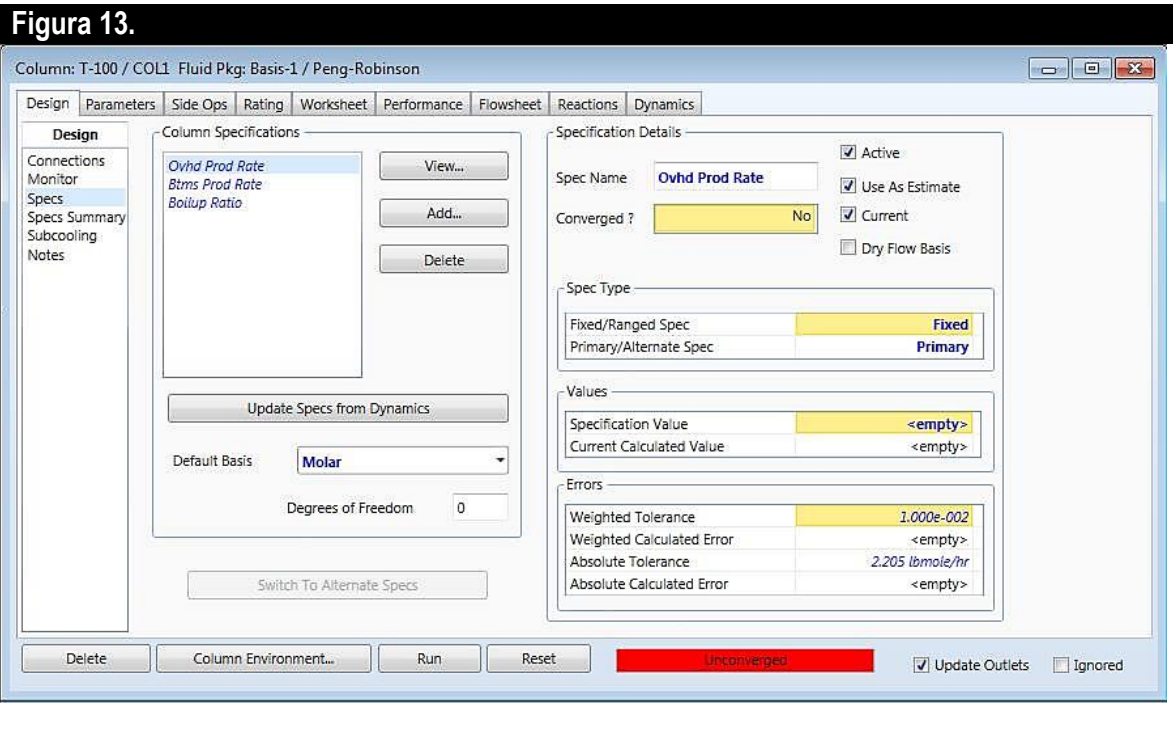 Figura 13.
Column: T-100 / COL1 Fluid Pkg: Basis-1 / Peng-Robinson
Design Parameters Side Ops Rating Worksheet Performance Flowsheet Reactions Dynamics
Design
Connections
Monitor
Specs
Specs Summary
Subcooling
Notes
Column Specifications
Ovhd Prod Rate
Btms Prod Rate
Boilup Ratio
View...
Add...
Delete
Update Specs from Dynamics
Default Basis Molar
Degrees of Freedom 0
Switch To Alternate Specs
Specification Details
Spec Name Ovhd Prod Rate
Converged ? No
Active
Use As Estimate
Current
Dry Flow Basis
Spec Type
Fixed/Ranged Spec Fixed
Primary/Alternate Spec Primary
Values
Specification Value <empty>
Current Calculated Value <empty>
Errors
Weighted Tolerance 1.000e-002
Weighted Calculated Error <empty>
Absolute Tolerance 2.205 lbmole/hr
Absolute Calculated Error <empty>
Delete Column Environment... Run Reset Unconverged Update Outlets Ignored